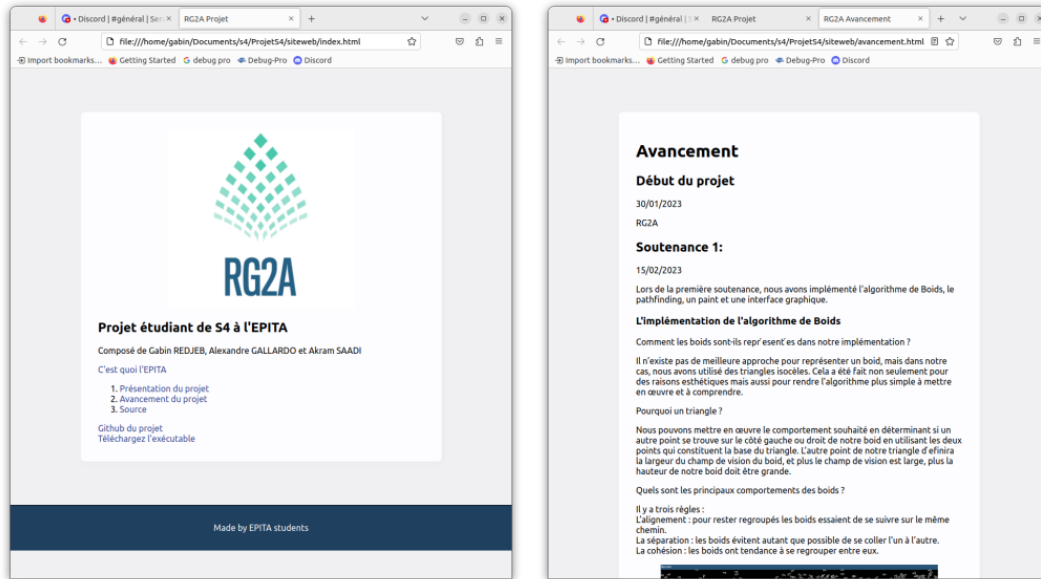 Discord | #général | Ser
RG2A Projet
file:///home/gabin/Documents/s4/ProjetS4/siteweb/index.html
Import bookmarks... Getting Started debug pro Debug-Pro Discord
RG2A
Projet étudiant de S4 à l'EPITA
Composé de Gabin REDJEB, Alexandre GALLARDO et Akram SAADI
C'est quoi l'EPITA
1. Présentation du projet
2. Avancement du projet
3. Source
Github du projet
Téléchargez l'exécutable
Made by EPITA students
Discord | #général |
RG2A Projet
RG2A Avancement
file:///home/gabin/Documents/s4/ProjetS4/siteweb/avancement.html
Import bookmarks... Getting Started debug pro Debug-Pro Discord
Avancement
Début du projet
30/01/2023
RG2A
Soutenance 1:
15/02/2023
Lors de la première soutenance, nous avons implémenté l'algorithme de Boids, le
pathfinding, un paint et une interface graphique.
L'implémentation de l'algorithme de Boids
Comment les boids sont-ils repr ́esent ́es dans notre implémentation ?
Il n'existe pas de meilleure approche pour représenter un boid, mais dans notre
cas, nous avons utilisé des triangles isocèles. Cela a été fait non seulement pour
des raisons esthétiques mais aussi pour rendre l'algorithme plus simple à mettre
en œuvre et à comprendre.
Pourquoi un triangle ?
Nous pouvons mettre en œuvre le comportement souhaité en déterminant si un
autre point se trouve sur le côté gauche ou droit de notre boid en utilisant les deux
points qui constituent la base du triangle. L'autre point de notre triangle d ́efinira
la largeur du champ de vision du boid, et plus le champ de vision est large, plus la
hauteur de notre boid doit être grande.
Quels sont les principaux comportements des boids ?
Il y a trois règles :
L'alignement : pour rester regroupés les boids essaient de se suivre sur le même
chemin.
La séparation : les boids évitent autant que possible de se coller l'un à l'autre.
La cohésion : les boids ont tendance à se regrouper entre eux.